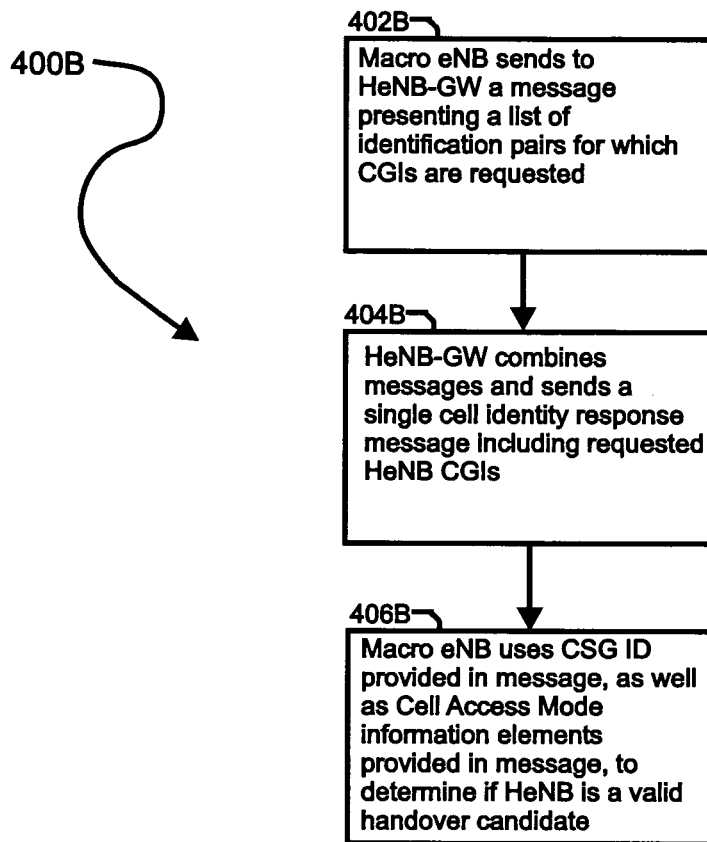 400B
402B
Macro eNB sends to
HeNB-GW a message
presenting a list of
identification pairs for which
CGIs are requested
404B
HeNB-GW combines
messages and sends a
single cell identity response
message including requested
HeNB CGIs
406B
Macro eNB uses CSG ID
provided in message, as well
as Cell Access Mode
information elements
provided in message, to
determine if HeNB is a valid
handover candidate